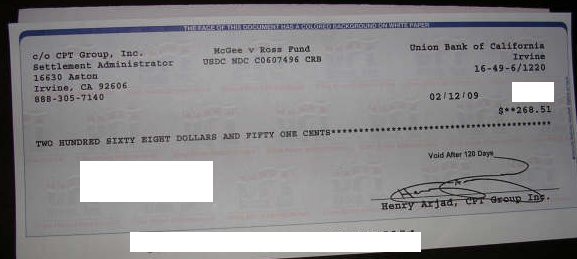 THE FACE OF THIS DOCUMENT HAS A COLORED BACKGROUND ON WHITE PAPER
c/o CPT Group, Inc.
Settlement Administrator
16630 Aston
Irvine, CA 92606
888-305-7140
McGee v Ross Fund
USDC NDC C0607496 CRB
Union Bank of California
Irvine
16-49-6/1220
02/12/09
$**268.51
TWO HUNDRED SIXTY EIGHT DOLLARS AND FIFTY ONE CENTS********************************************
Void After 120 Days
Henry Arjad, CPT Group Inc.